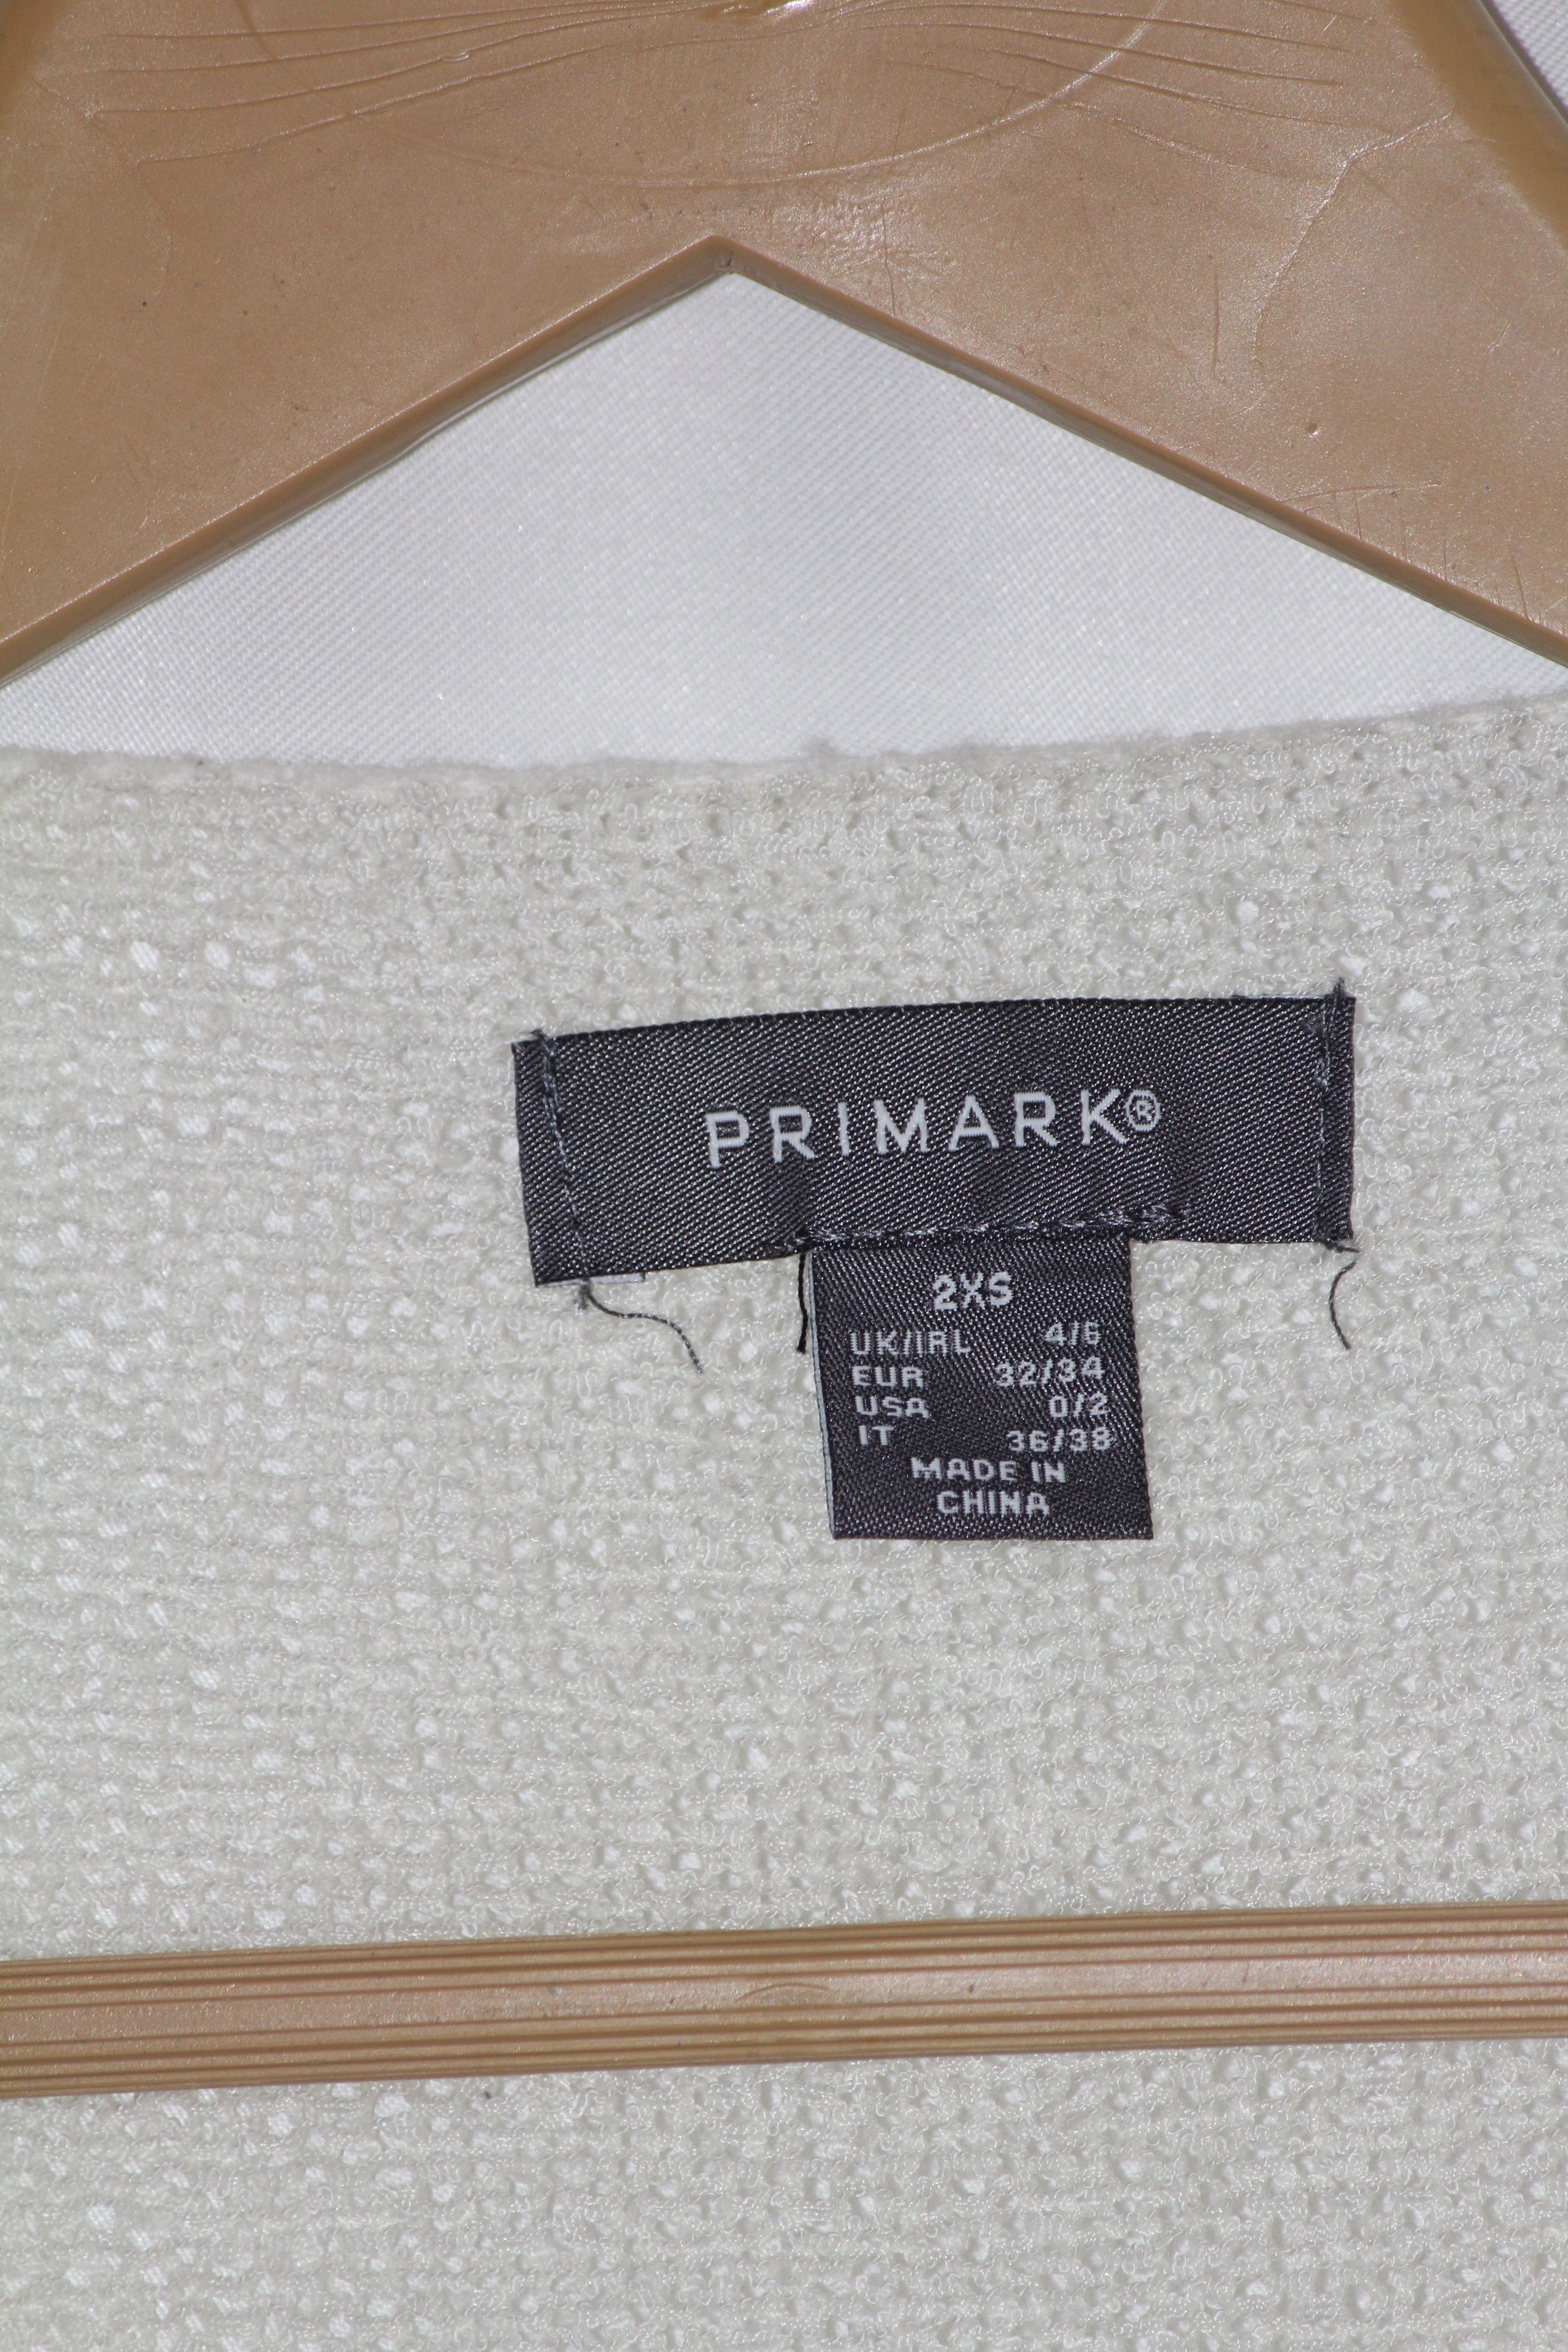 PRIMARK®
2XS
UK/IRL 4/6
EUR 32/34
USA 0/2
IT 36/38
MADE IN
CHINA